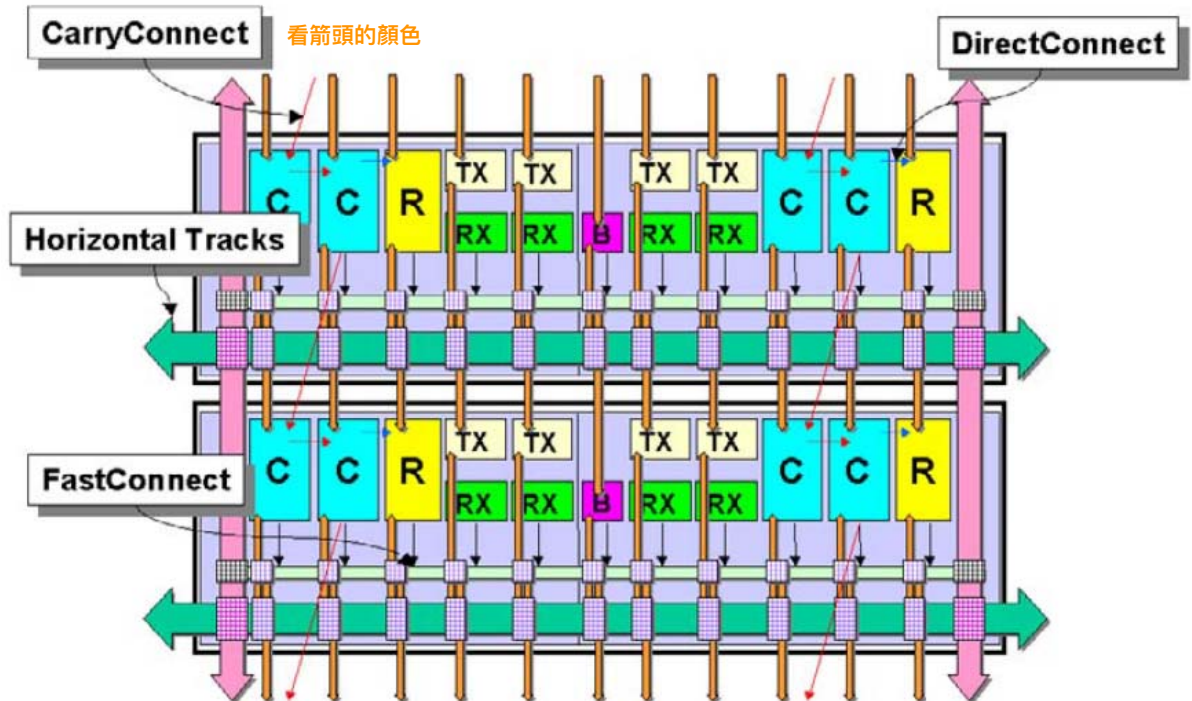 CarryConnect
看箭頭的顏色
DirectConnect
C C R TX TX TX TX C C R
RX RX B RX RX
Horizontal Tracks
C C R TX TX TX TX C C R
FastConnect
RX RX B RX RX